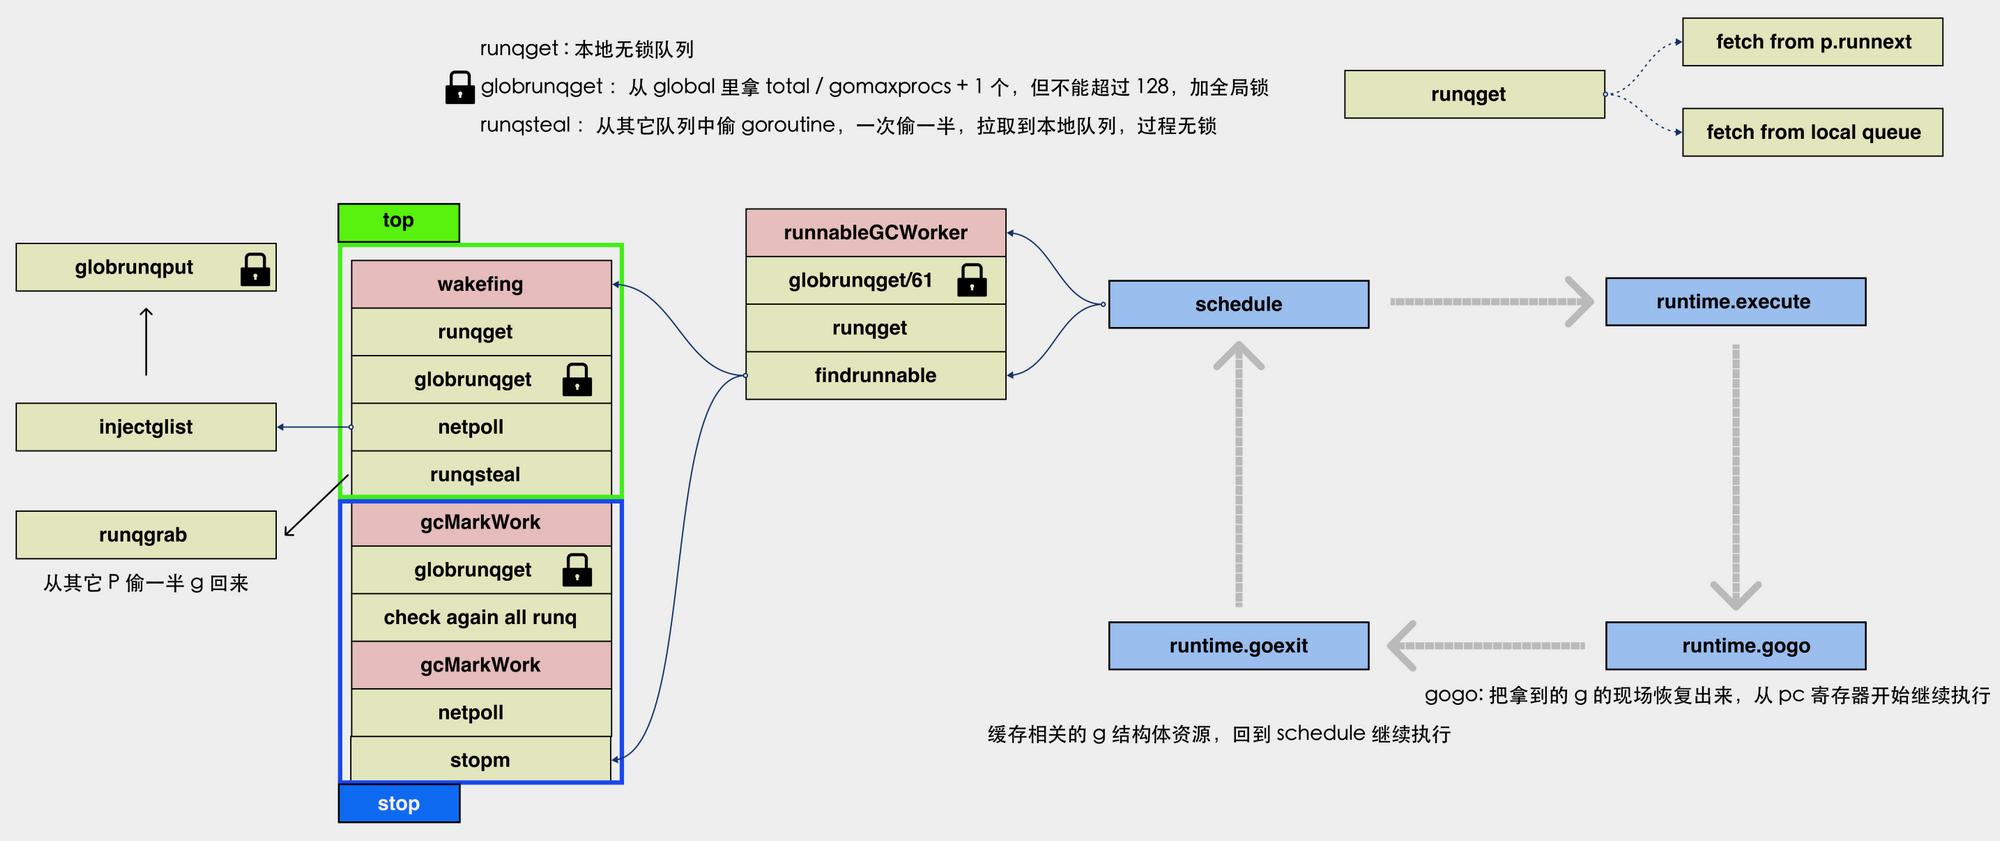 runqget：本地无锁队列
globrunqget： 从 global 里拿 total / gomaxprocs + 1 个，但不能超过 128，加全局锁
runqsteal： 从其它队列中偷 goroutine，一次偷一半，拉取到本地队列，过程无锁
runqget
fetch from p.runnext
fetch from local queue
globrunqput
injectglist
runqgrab
从其它 P 偷一半 g 回来
top
wakefing
runqget
globrunqget
netpoll
runqsteal
gcMarkWork
globrunqget
check again all runq
gcMarkWork
netpoll
stopm
stop
runnableGCWorker
globrunqget/61
runqget
findrunnable
schedule
runtime.execute
runtime.goexit
runtime.gogo
gogo: 把拿到的 g 的现场恢复出来，从 pc 寄存器开始继续执行
缓存相关的 g 结构体资源，回到 schedule 继续执行